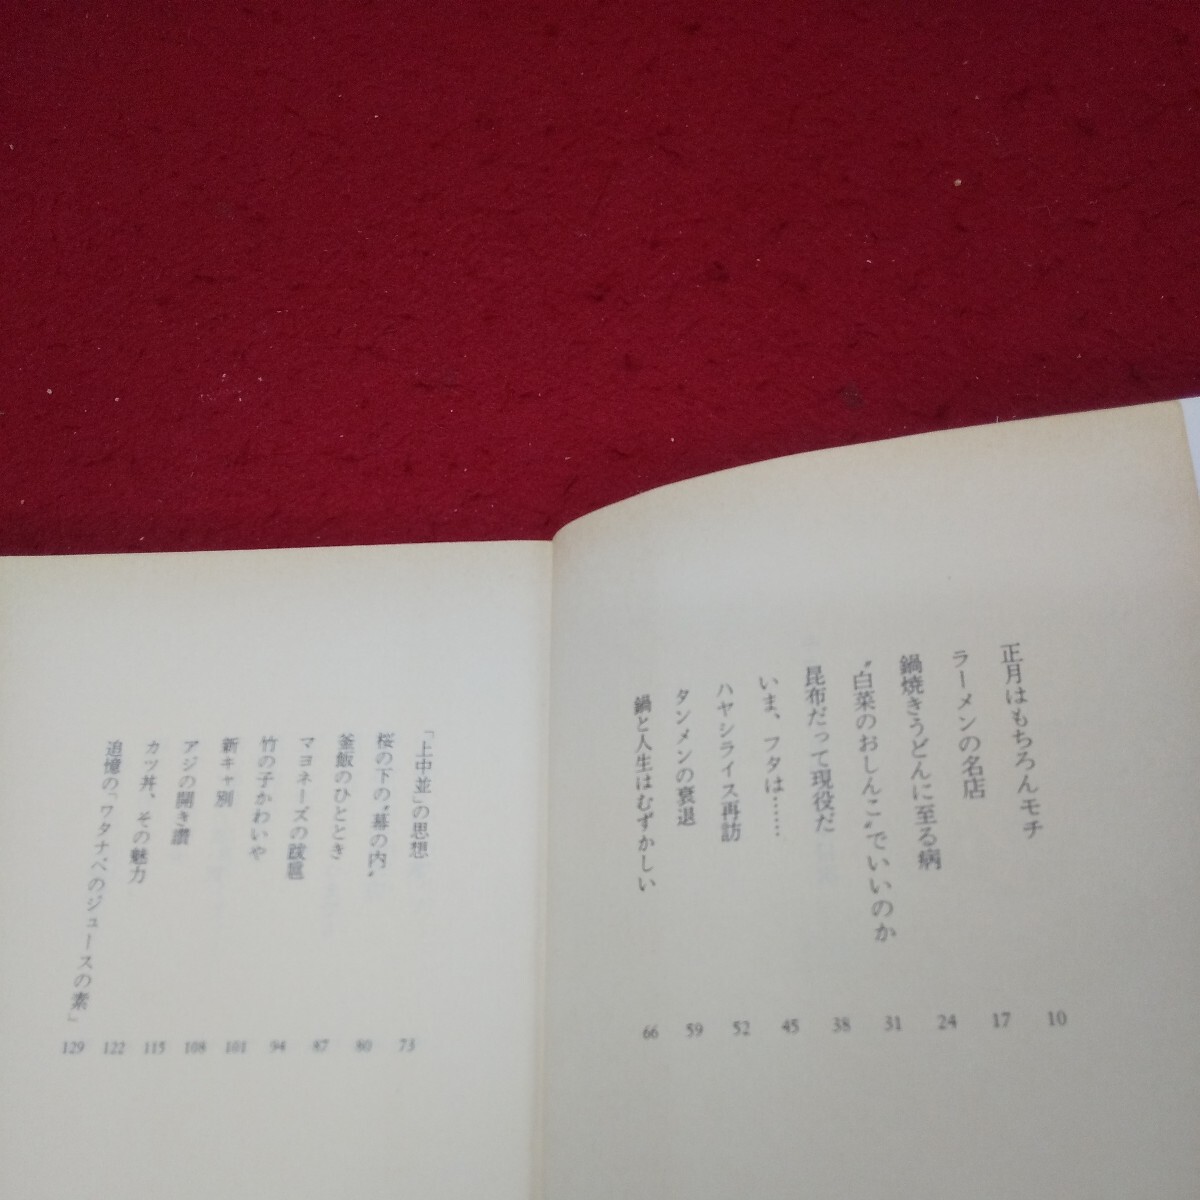 正月はもちろんモチ 10
ラーメンの名店 17
鍋焼きうどんに至る病 24
〝白菜のおしんこ〟でいいのか 31
昆布だって現役だ 38
いま、フタは…… 45
ハヤシライス再訪 52
タンメンの衰退 59
鍋と人生はむずかしい 66
「上中並」の思想 73
桜の下の〝幕の内〟 80
釜飯のひととき 87
マヨネーズの跋扈 94
竹の子かわいや 101
新キャ別 108
アジの開き讃 115
カツ丼、その魅力 122
追憶の「ワタナベのジュースの素」 129